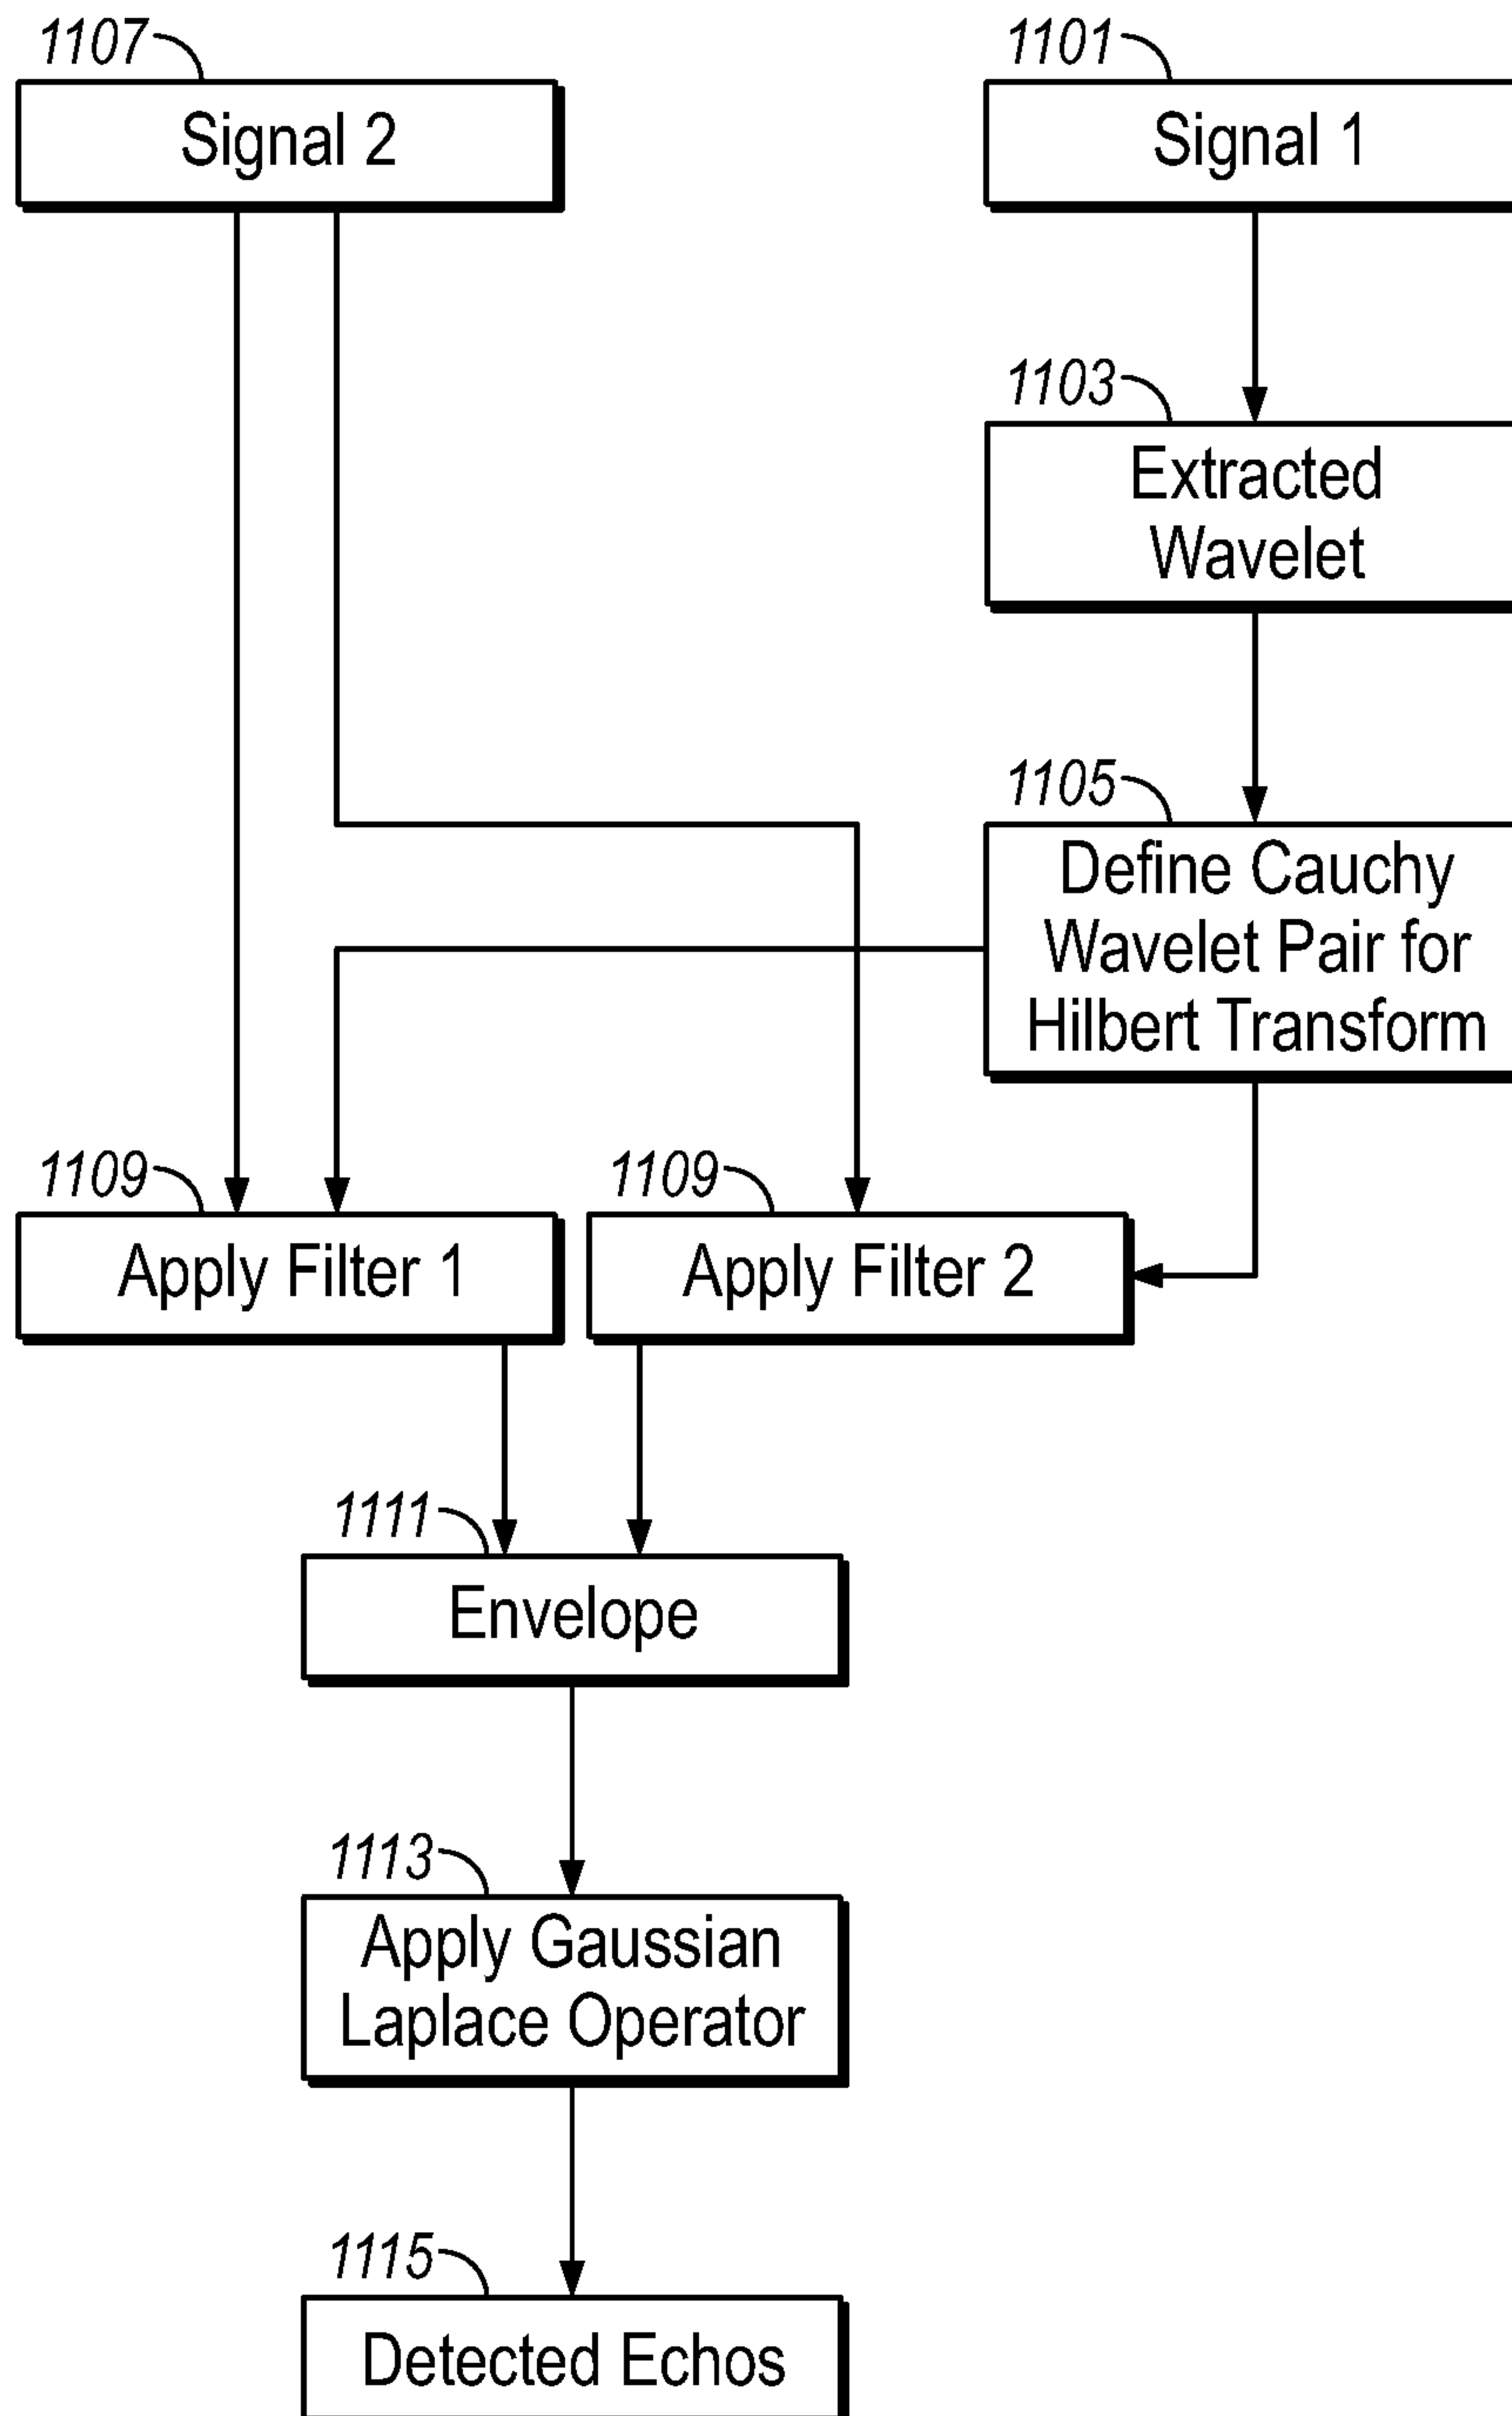 1107
Signal 2
1101
Signal 1
1103
Extracted
Wavelet
1105
Define Cauchy
Wavelet Pair for
Hilbert Transform
1109
Apply Filter 1
1109
Apply Filter 2
1111
Envelope
1113
Apply Gaussian
Laplace Operator
1115
Detected Echos